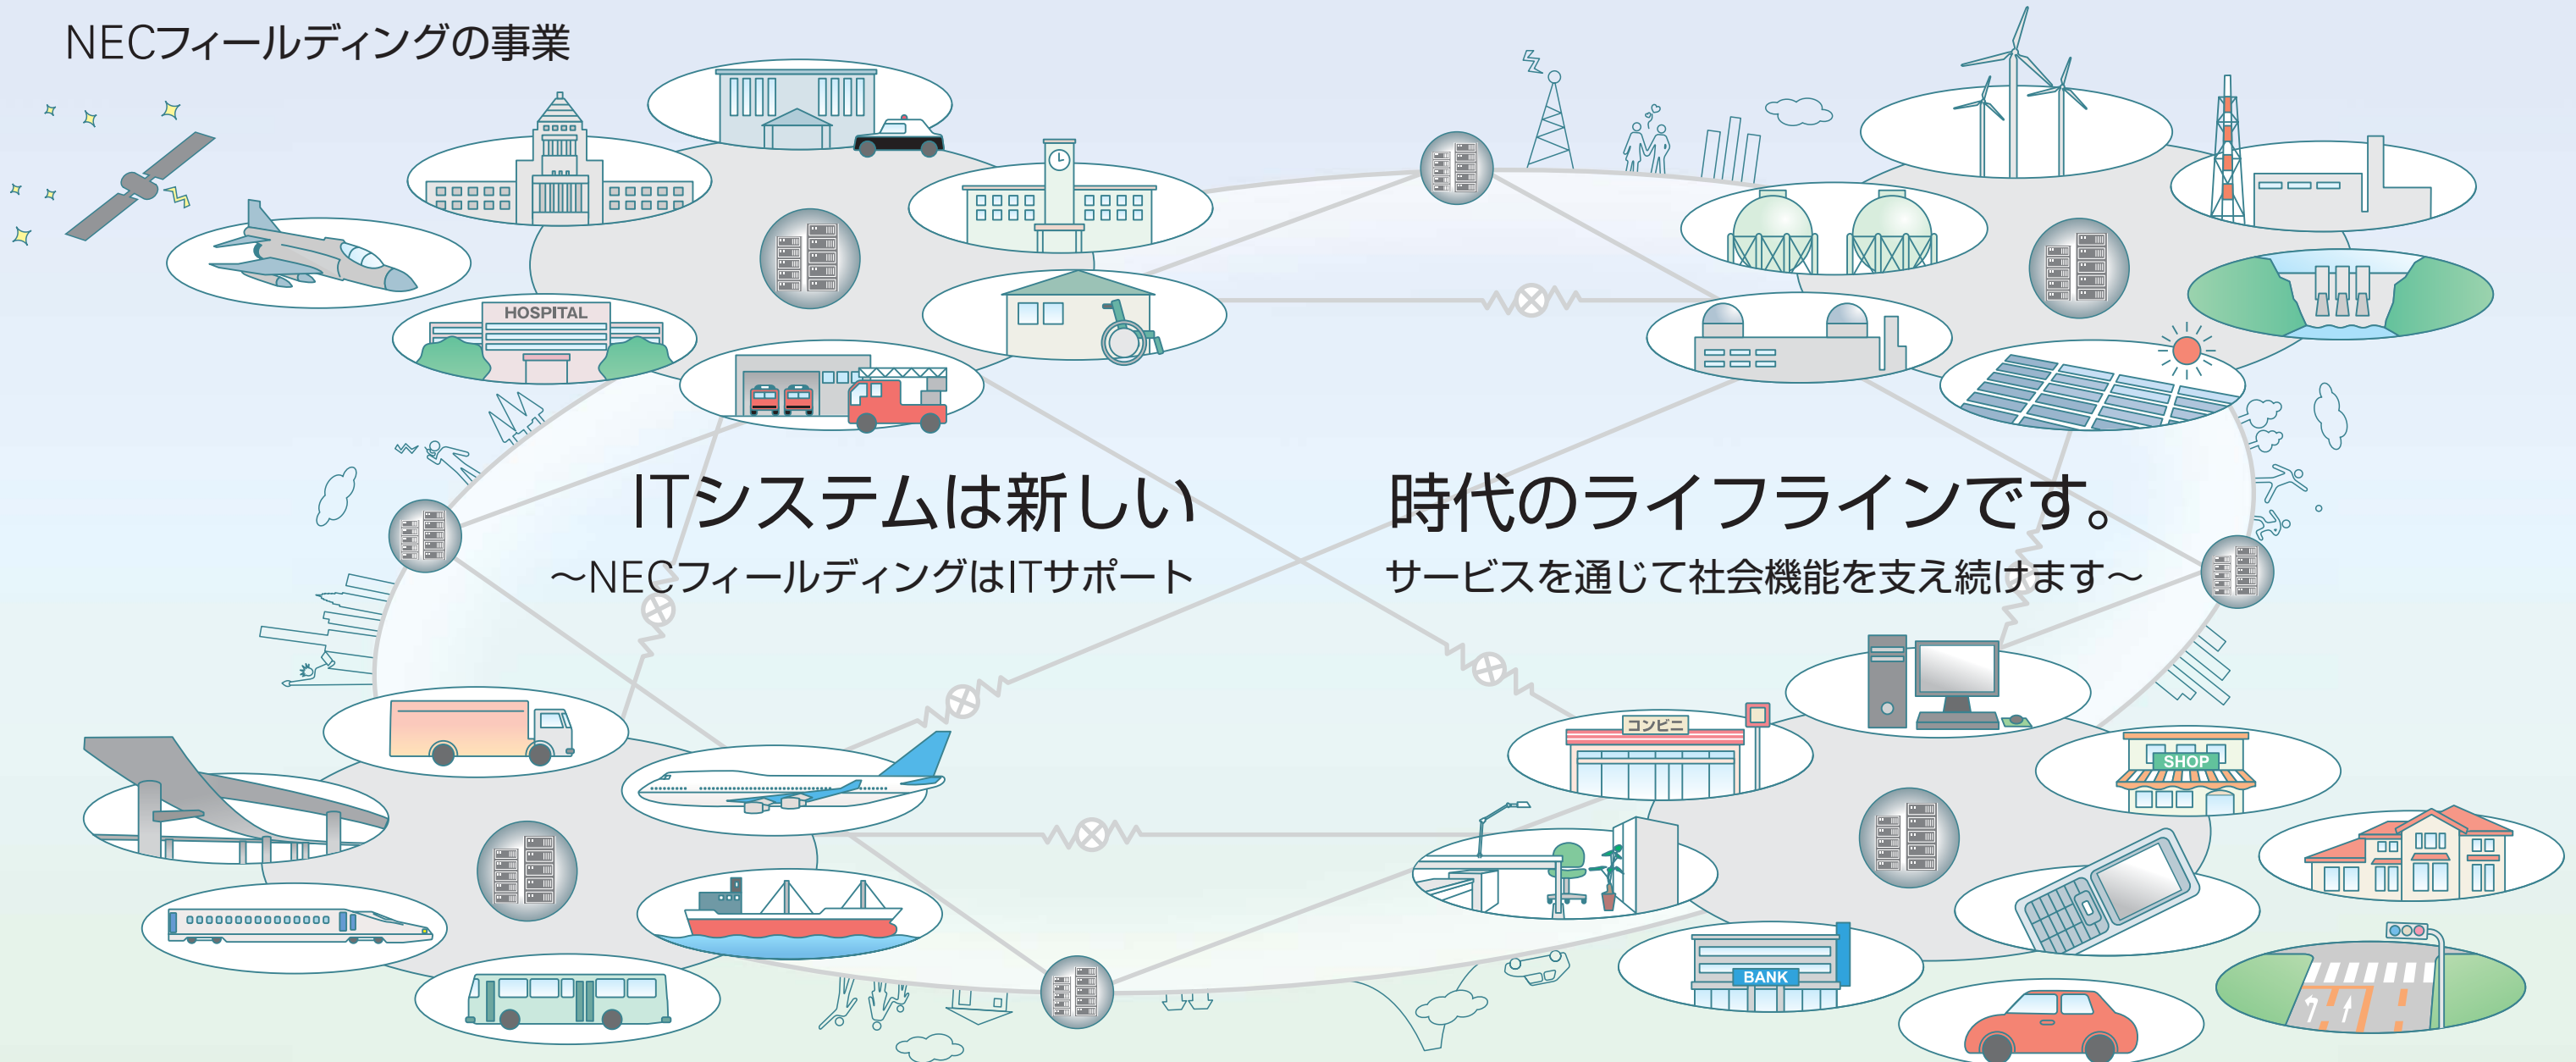 NECフィールディングの事業
HOSPITAL
ITシステムは新しい時代のライフラインです。
～NECフィールディングはITサポートサービスを通じて社会機能を支え続けます～
コンビニ
SHOP
BANK